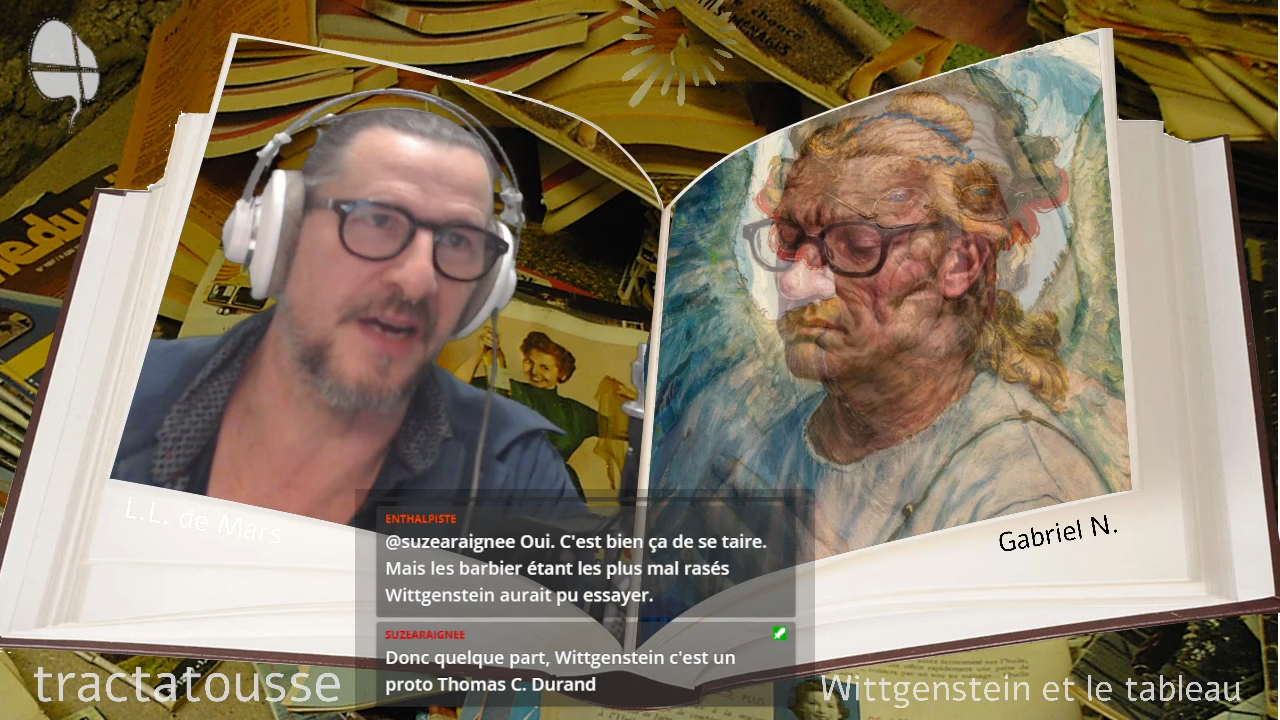 L.L. de Mars
Gabriel N.
ENTHALPISTE
@suzearaignee Oui. C'est bien ça de se taire.
Mais les barbier étant les plus mal rasés
Wittgenstein aurait pu essayer.
SUZEARAIGNEE
Donc quelque part, Wittgenstein c'est un
proto Thomas C. Durand
tractatousse
Wittgenstein et le tableau